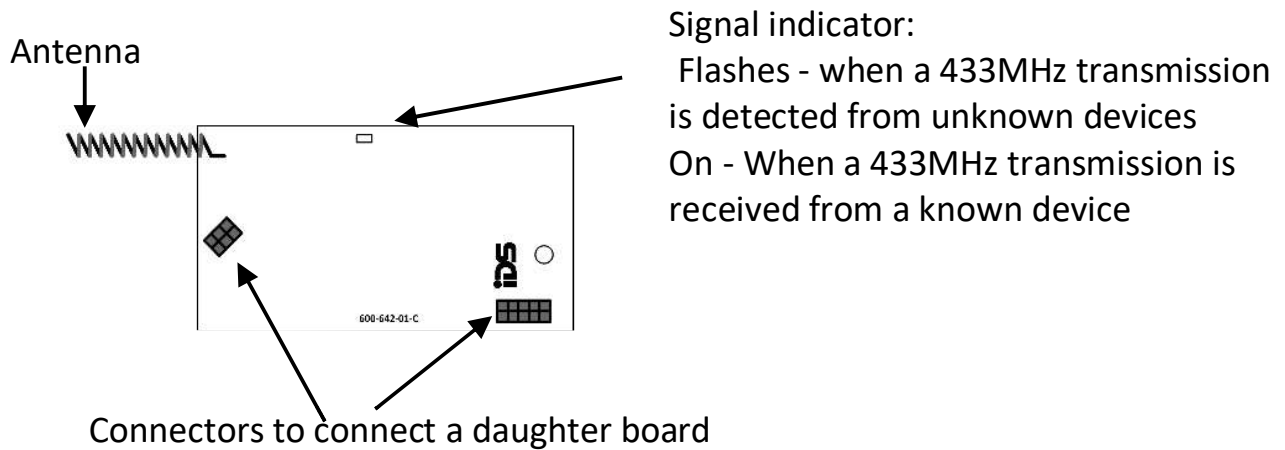 Antenna
Signal indicator:
Flashes - when a 433MHz transmission
is detected from unknown devices
On - When a 433MHz transmission is
received from a known device
iDS
600-642-01-C
Connectors to connect a daughter board